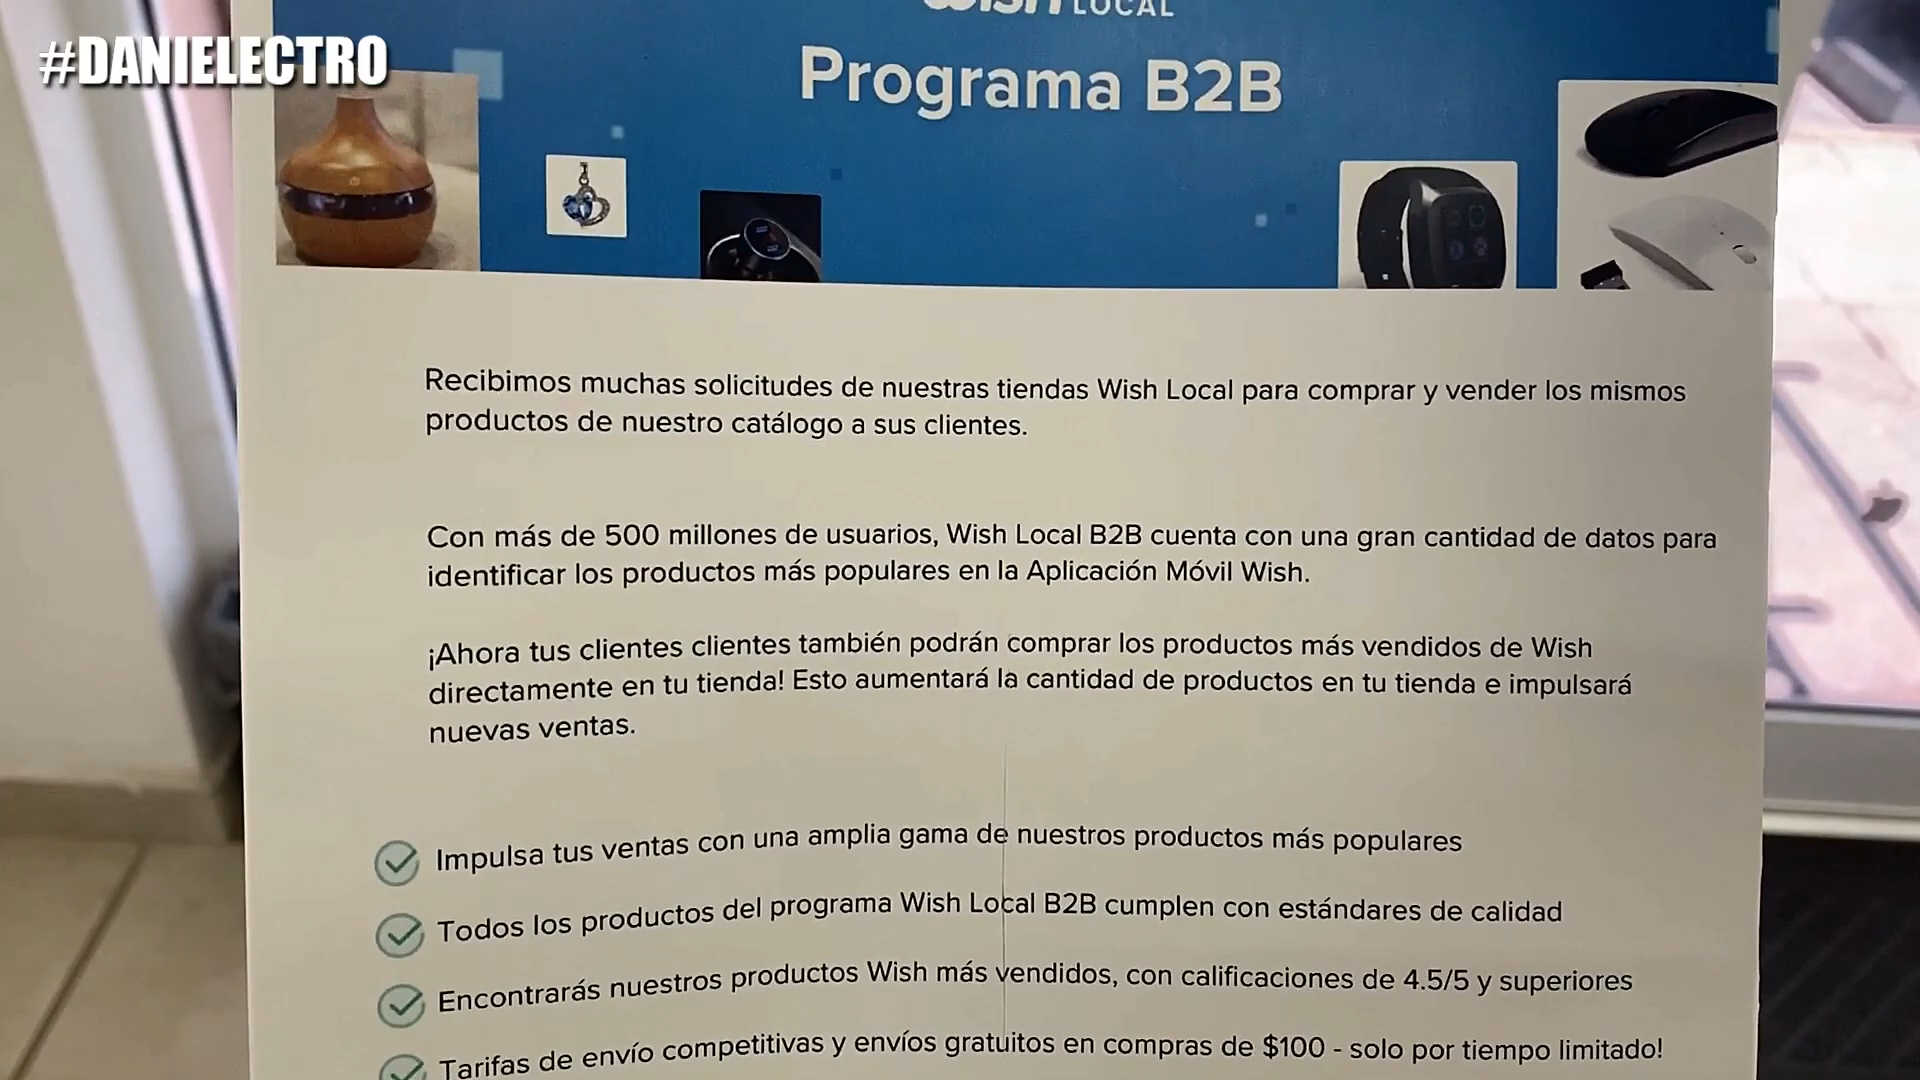 #DANIELECTRO
wish LOCAL
Programa B2B
Recibimos muchas solicitudes de nuestras tiendas Wish Local para comprar y vender los mismos
productos de nuestro catálogo a sus clientes.
Con más de 500 millones de usuarios, Wish Local B2B cuenta con una gran cantidad de datos para
identificar los productos más populares en la Aplicación Móvil Wish.
¡Ahora tus clientes clientes también podrán comprar los productos más vendidos de Wish
directamente en tu tienda! Esto aumentará la cantidad de productos en tu tienda e impulsará
nuevas ventas.
Impulsa tus ventas con una amplia gama de nuestros productos más populares
Todos los productos del programa Wish Local B2B cumplen con estándares de calidad
Encontrarás nuestros productos Wish más vendidos, con calificaciones de 4.5/5 y superiores
Tarifas de envío competitivas y envíos gratuitos en compras de $100 - solo por tiempo limitado!